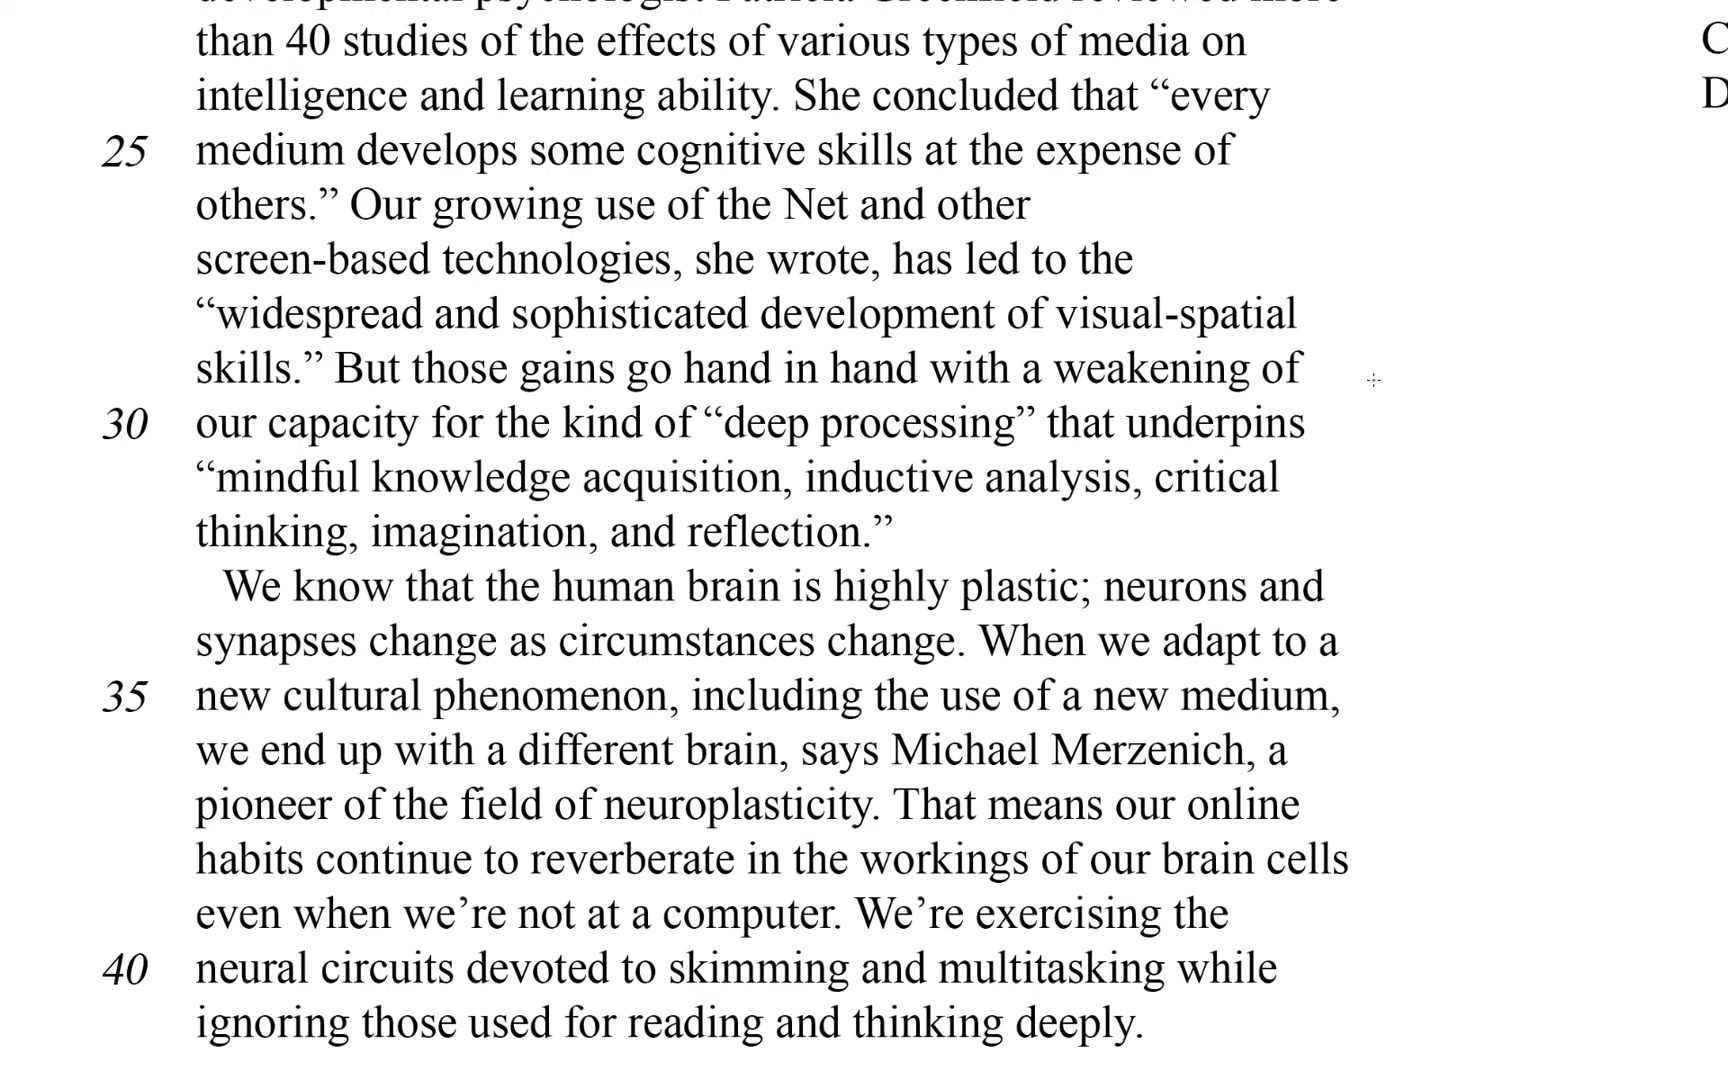 developmental psychologist Patricia Greenfield reviewed more
than 40 studies of the effects of various types of media on
intelligence and learning ability. She concluded that “every
25 medium develops some cognitive skills at the expense of
others.” Our growing use of the Net and other
screen-based technologies, she wrote, has led to the
“widespread and sophisticated development of visual-spatial
skills.” But those gains go hand in hand with a weakening of
30 our capacity for the kind of “deep processing” that underpins
“mindful knowledge acquisition, inductive analysis, critical
thinking, imagination, and reflection.”
We know that the human brain is highly plastic; neurons and
synapses change as circumstances change. When we adapt to a
35 new cultural phenomenon, including the use of a new medium,
we end up with a different brain, says Michael Merzenich, a
pioneer of the field of neuroplasticity. That means our online
habits continue to reverberate in the workings of our brain cells
even when we’re not at a computer. We’re exercising the
40 neural circuits devoted to skimming and multitasking while
ignoring those used for reading and thinking deeply.
C
D